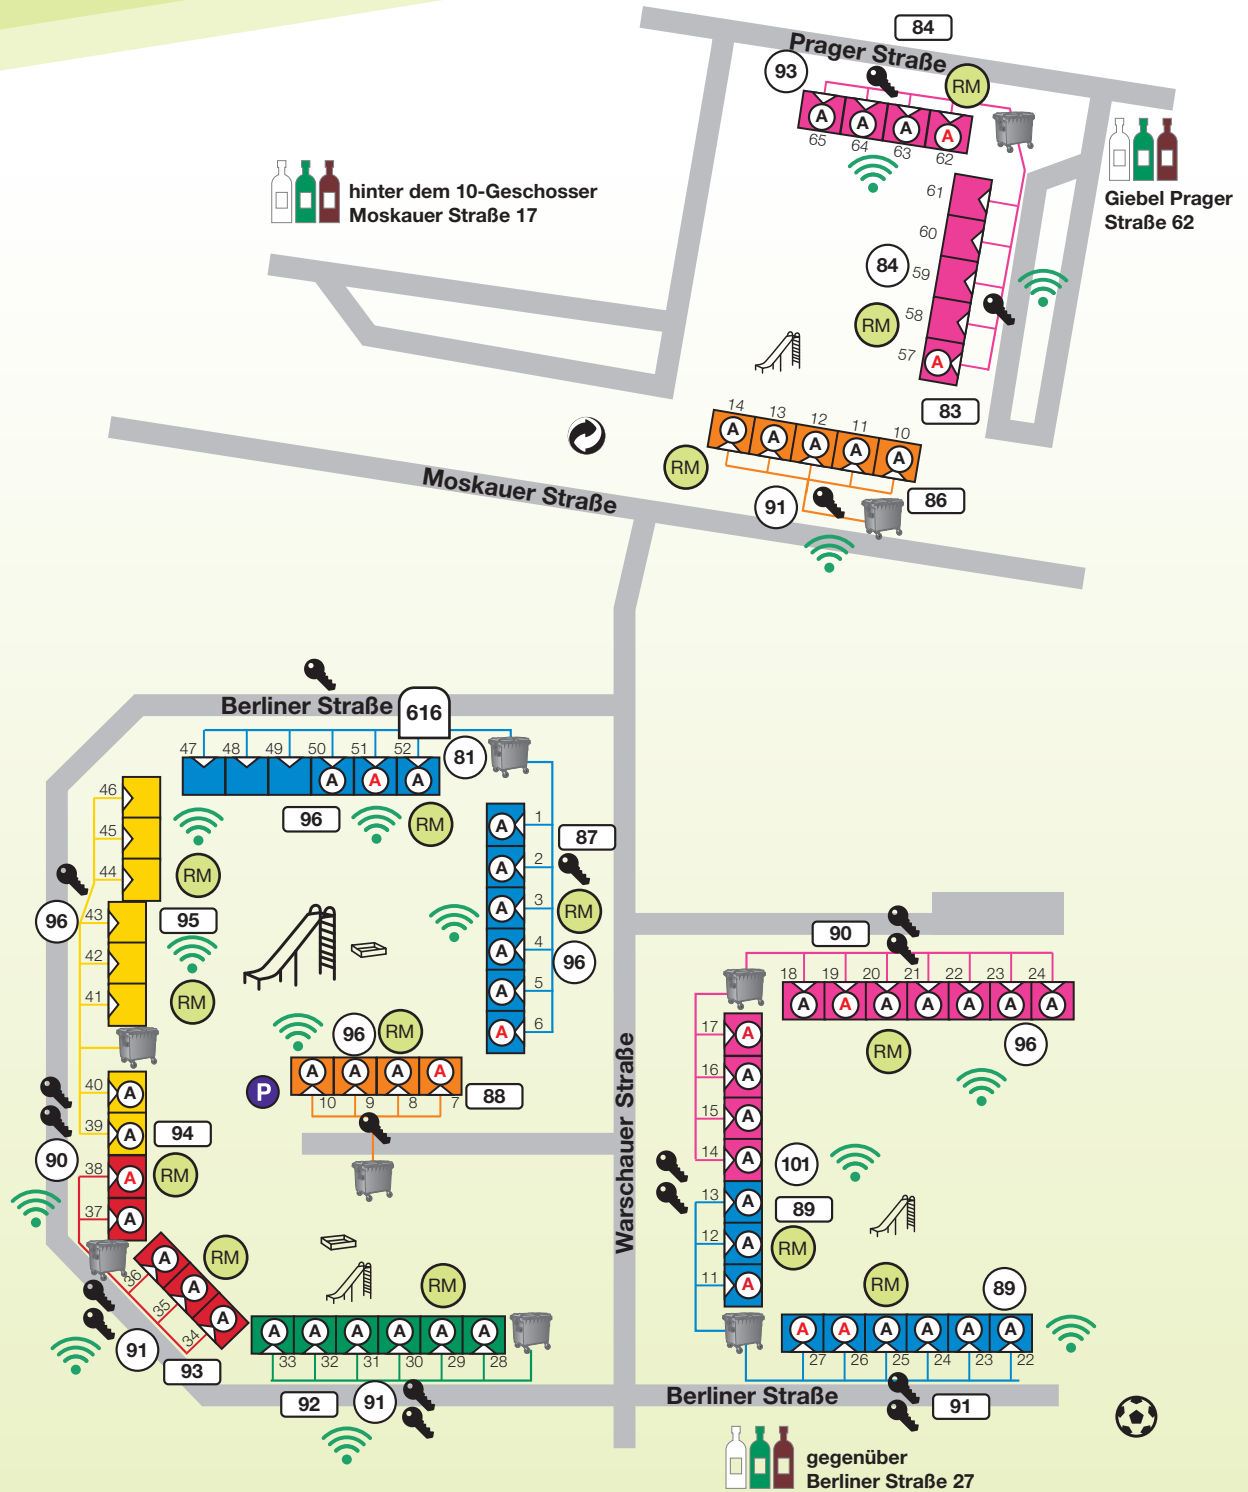 84
Prager Straße
93
RM
A A A A
65 64 63 62
hinter dem 10-Geschosser
Moskauer Straße 17
Giebel Prager
Straße 62
61
60
84
59
58
RM
57
A
83
14 13 12 11 10
A A A A A
RM
91
86
Moskauer Straße
Berliner Straße
616
47 48 49 50 51 52
81
A A A
96
RM
46
45
44
RM
96
43
95
42
41
RM
1
A
87
2
A
3
A
RM
4
A
96
5
A
6
A
96
RM
A A A A
P
10 9 8 7
88
40
A
39
A
94
90
38
A
RM
37
A
36
A
RM
35
A
34
A
91
93
RM
A A A A A A
33 32 31 30 29 28
92
91
Warschauer Straße
90
18 19 20 21 22 23 24
A A A A A A A
RM
96
17
A
16
A
15
A
14
A
101
13
A
89
12
A
RM
11
A
RM
89
A A A A A A
27 26 25 24 23 22
Berliner Straße
91
gegenüber
Berliner Straße 27